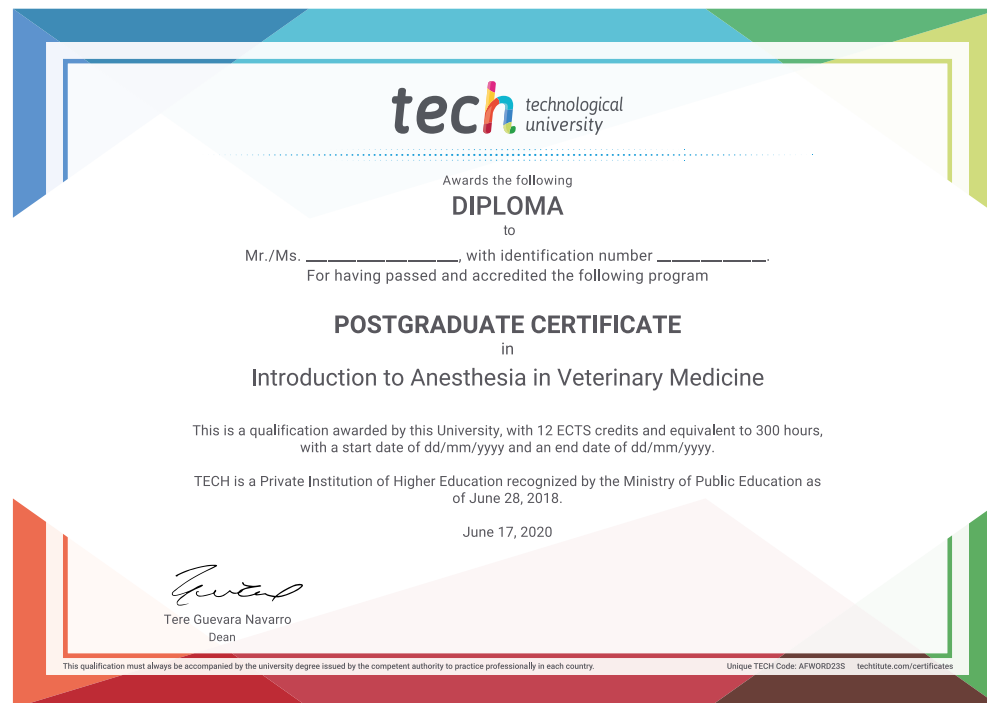 tech technological
university
Awards the following
DIPLOMA
to
Mr./Ms. __________________, with identification number _____________.
For having passed and accredited the following program
POSTGRADUATE CERTIFICATE
in
Introduction to Anesthesia in Veterinary Medicine
This is a qualification awarded by this University, with 12 ECTS credits and equivalent to 300 hours,
with a start date of dd/mm/yyyy and an end date of dd/mm/yyyy.
TECH is a Private Institution of Higher Education recognized by the Ministry of Public Education as
of June 28, 2018.
June 17, 2020
Tere Guevara Navarro
Dean
This qualification must always be accompanied by the university degree issued by the competent authority to practice professionally in each country.
Unique TECH Code: AFWORD23S techtitute.com/certificates